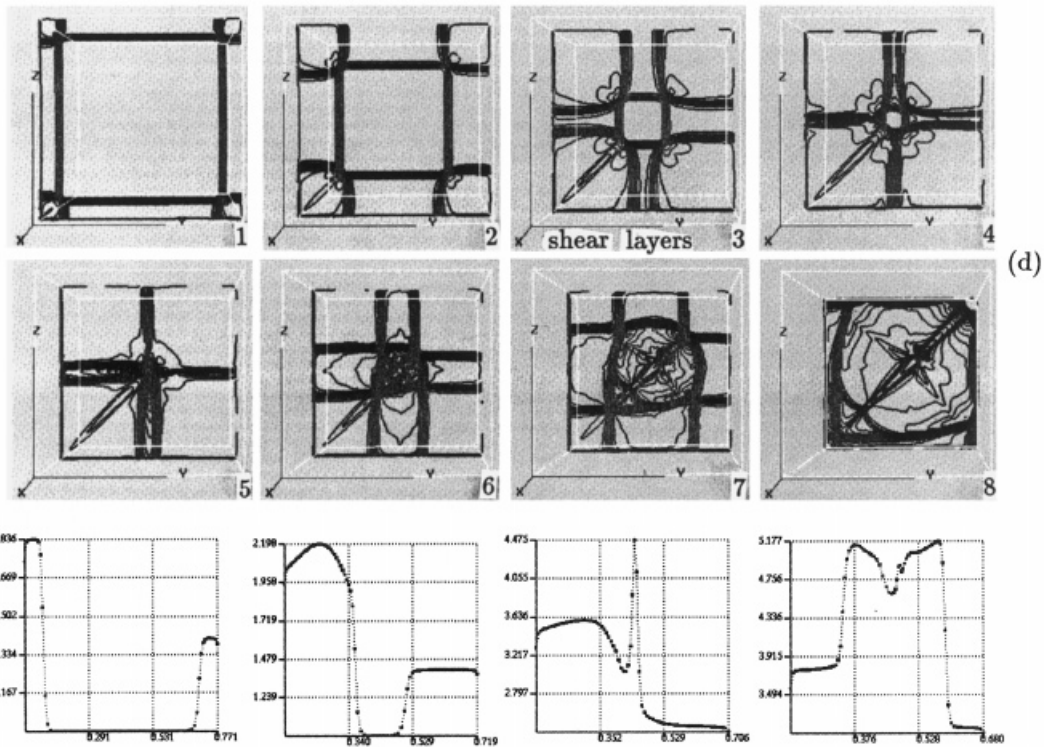 Z Y X 1
Z Y X 2
Z Y X 3
Z Y X 4
shear layers
(d)
Z Y X 5
Z Y X 6
Z Y X 7
Z Y X 8
.836
.669
.502
.334
.167
0.291 0.531 0.771
2.198
1.958
1.719
1.479
1.239
0.340 0.529 0.719
4.473
4.055
3.636
3.217
2.797
0.352 0.529 0.706
5.177
4.756
4.336
3.915
3.494
0.376 0.528 0.680